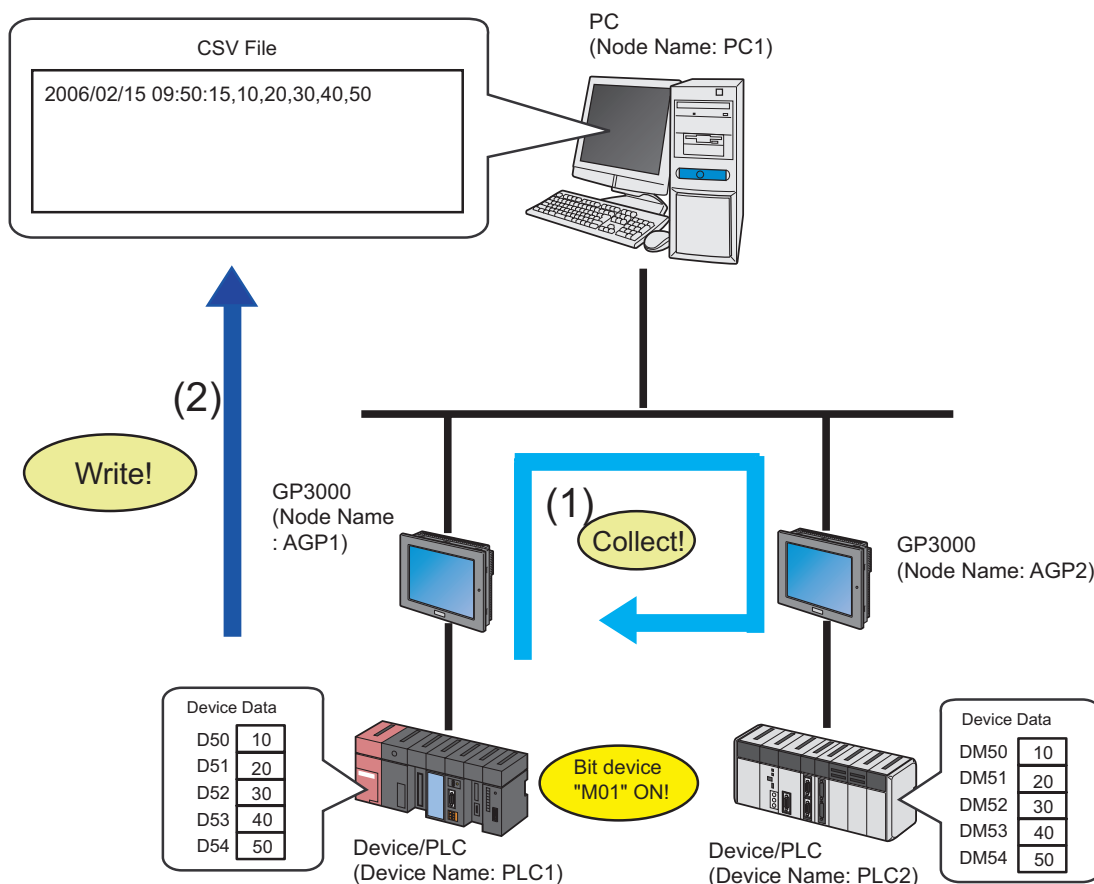 PC
(Node Name: PC1)
CSV File
2006/02/15 09:50:15,10,20,30,40,50
(2)
Write!
GP3000
(Node Name
: AGP1)
(1)
Collect!
GP3000
(Node Name: AGP2)
Device Data
D50 10
D51 20
D52 30
D53 40
D54 50
Bit device
"M01" ON!
Device Data
DM50 10
DM51 20
DM52 30
DM53 40
DM54 50
Device/PLC
(Device Name: PLC1)
Device/PLC
(Device Name: PLC2)